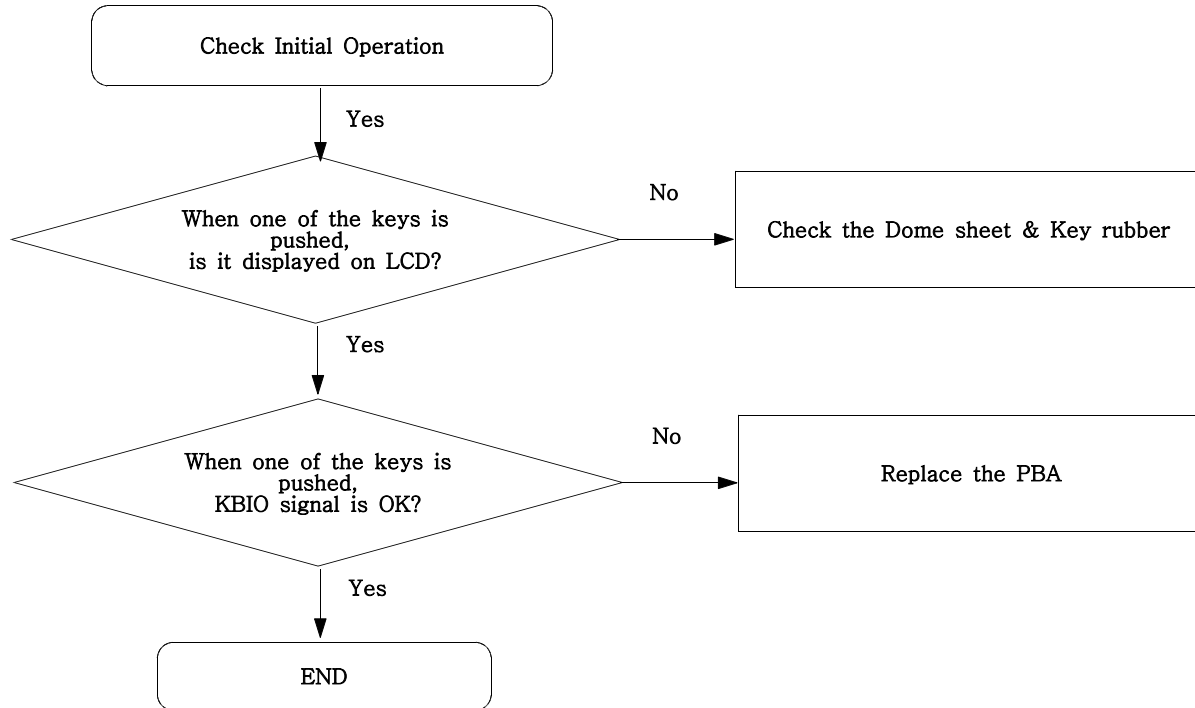 Check Initial Operation
Yes
When one of the keys is
pushed,
is it displayed on LCD?
No
Check the Dome sheet & Key rubber
Yes
When one of the keys is
pushed,
KBIO signal is OK?
No
Replace the PBA
Yes
END